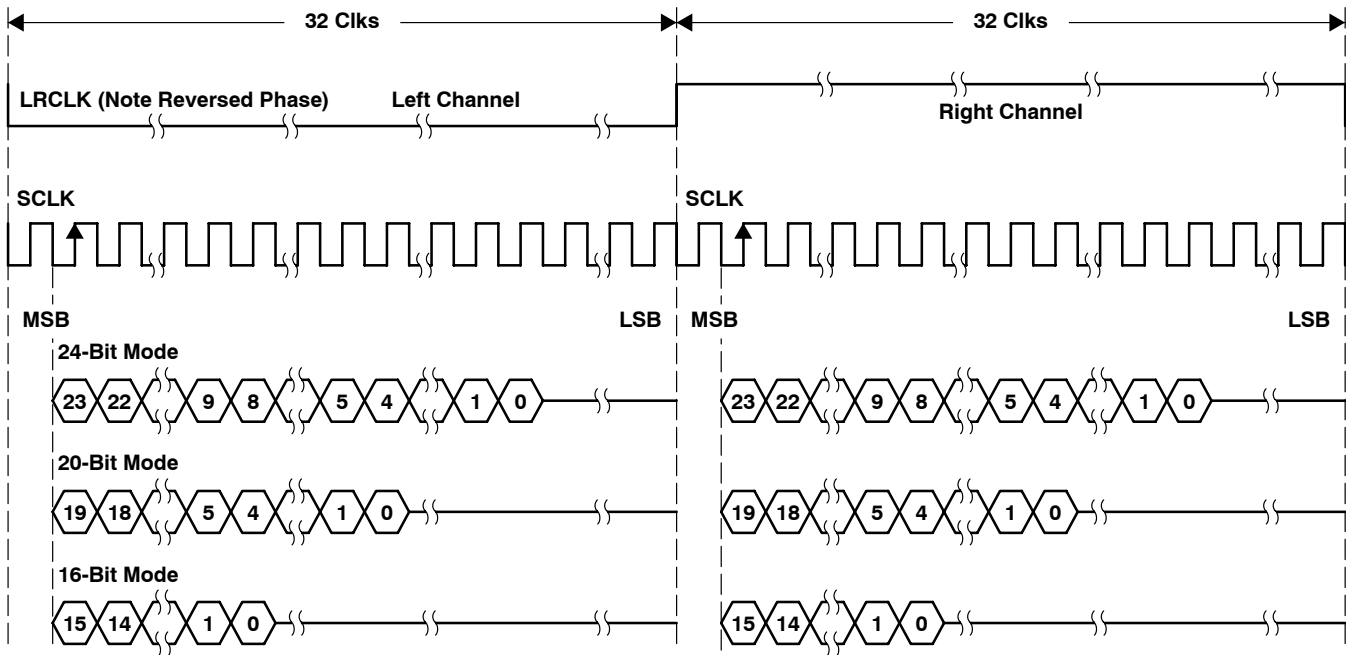 32 Clks 32 Clks
LRCLK (Note Reversed Phase) Left Channel
Right Channel
SCLK SCLK
MSB LSB MSB LSB
24-Bit Mode
23 22 9 8 5 4 1 0 23 22 9 8 5 4 1 0
20-Bit Mode
19 18 5 4 1 0 19 18 5 4 1 0
16-Bit Mode
15 14 1 0 15 14 1 0